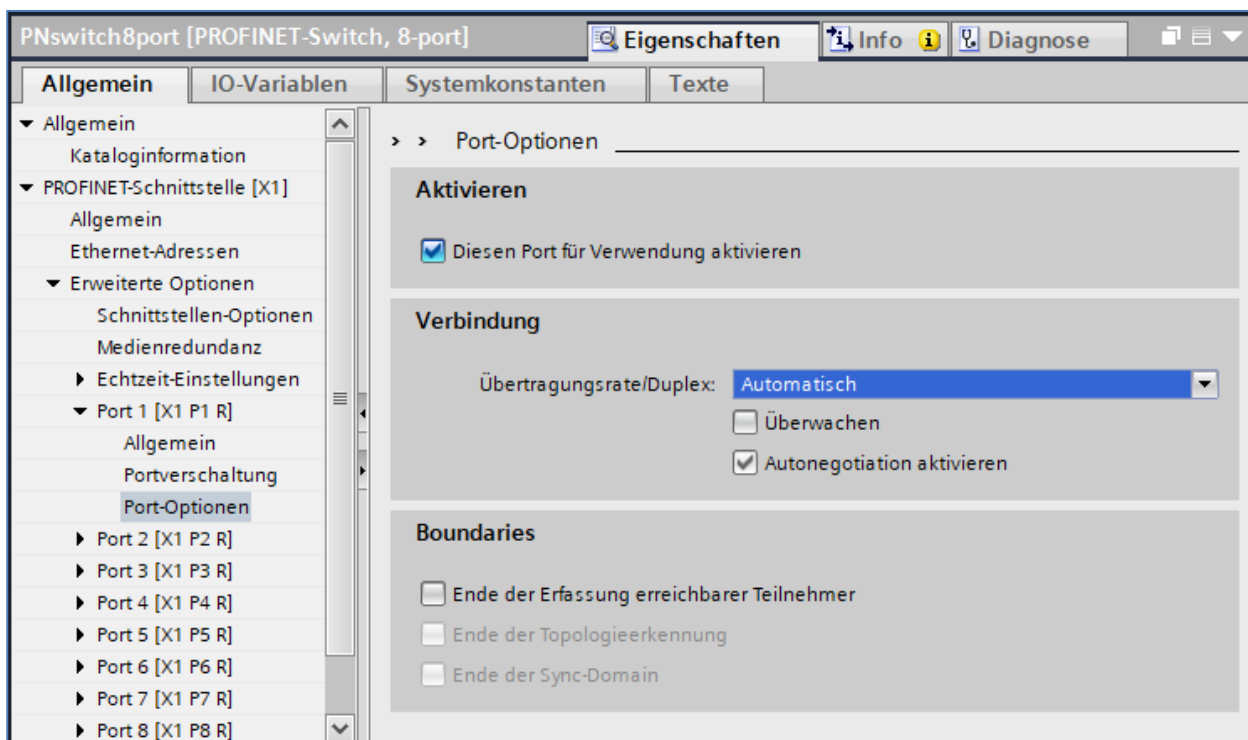 PNswitch8port [PROFINET-Switch, 8-port]
Eigenschaften
Info
Diagnose
Allgemein
IO-Variablen
Systemkonstanten
Texte
Allgemein
Kataloginformation
PROFINET-Schnittstelle [X1]
Allgemein
Ethernet-Adressen
Erweiterte Optionen
Schnittstellen-Optionen
Medienredundanz
Echtzeit-Einstellungen
Port 1 [X1 P1 R]
Allgemein
Portverschaltung
Port-Optionen
Port 2 [X1 P2 R]
Port 3 [X1 P3 R]
Port 4 [X1 P4 R]
Port 5 [X1 P5 R]
Port 6 [X1 P6 R]
Port 7 [X1 P7 R]
Port 8 [X1 P8 R]
> > Port-Optionen
Aktivieren
Diesen Port für Verwendung aktivieren
Verbindung
Übertragungsrate/Duplex: Automatisch
Überwachen
Autonegotiation aktivieren
Boundaries
Ende der Erfassung erreichbarer Teilnehmer
Ende der Topologieerkennung
Ende der Sync-Domain